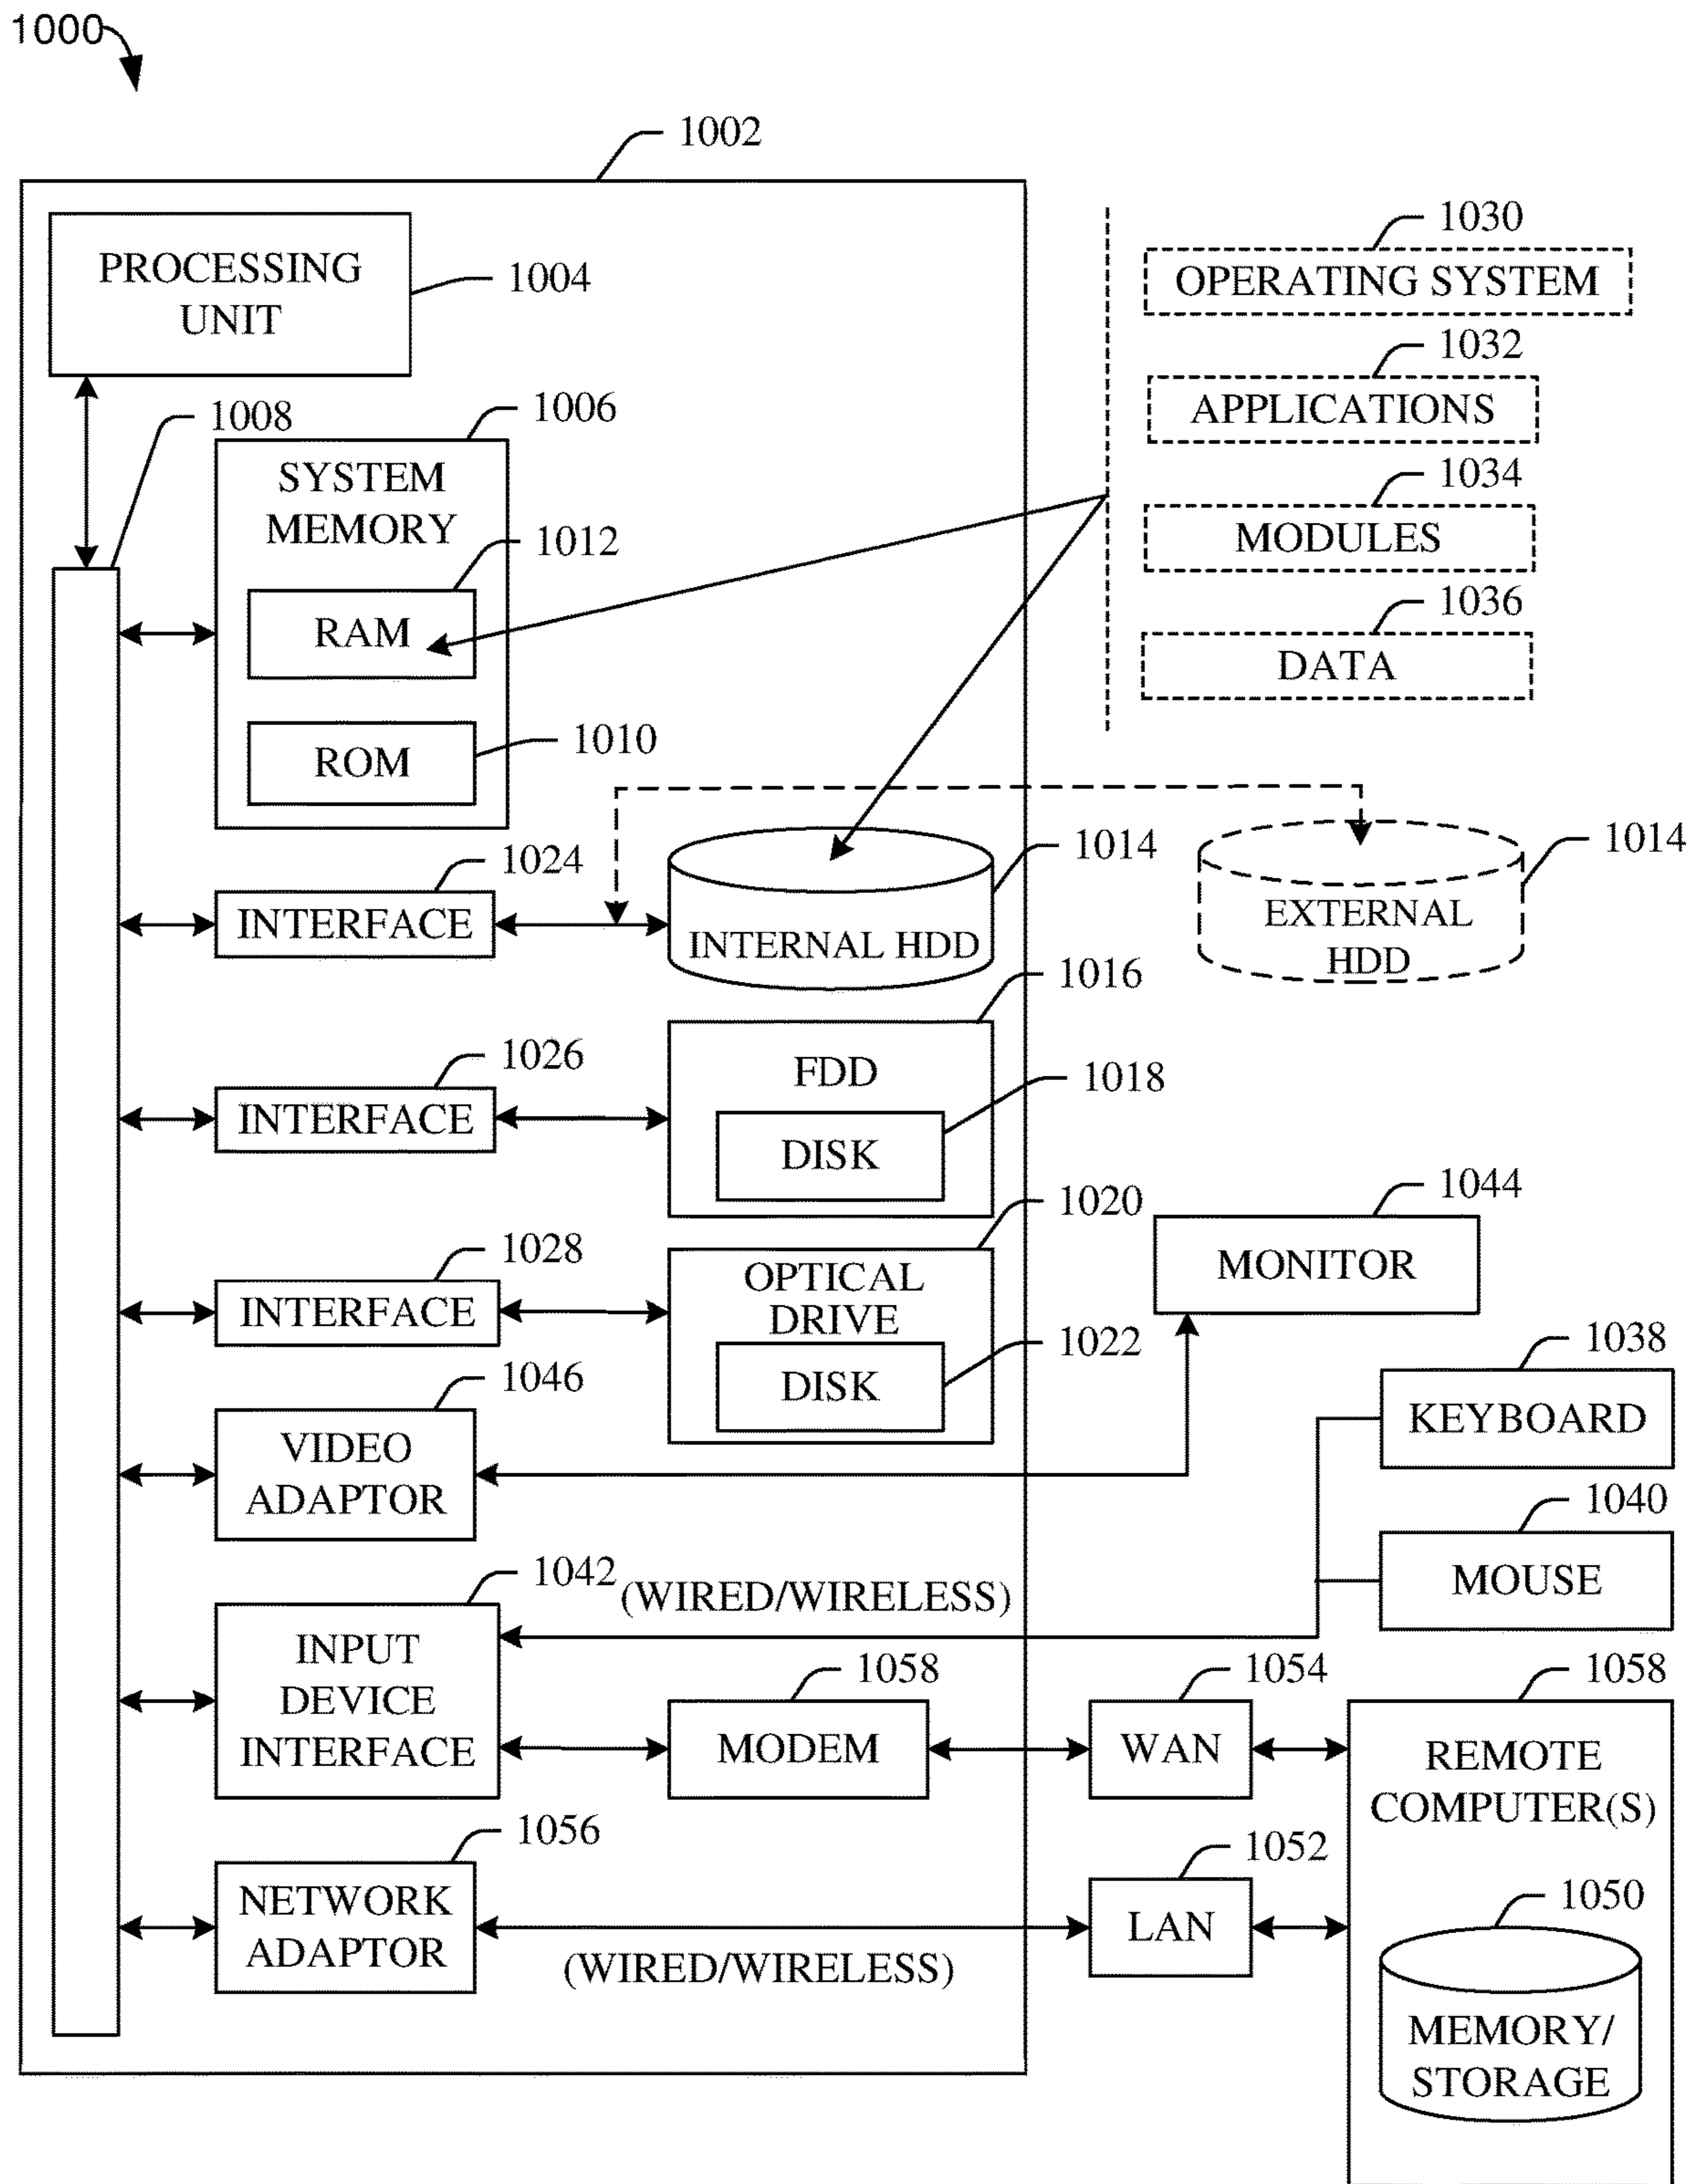 1000
1002
PROCESSING
UNIT
1004
1030
OPERATING SYSTEM
1032
APPLICATIONS
1034
MODULES
1036
DATA
1008
1006
SYSTEM
MEMORY
1012
RAM
1010
ROM
1024
INTERFACE
1014
INTERNAL HDD
1014
EXTERNAL
HDD
1026
INTERFACE
1016
FDD
1018
DISK
1028
INTERFACE
1020
OPTICAL
DRIVE
1022
DISK
1044
MONITOR
1046
VIDEO
ADAPTOR
1038
KEYBOARD
1040
MOUSE
1042
(WIRED/WIRELESS)
INPUT
DEVICE
INTERFACE
1058
MODEM
1054
WAN
1058
REMOTE
COMPUTER(S)
1056
NETWORK
ADAPTOR
(WIRED/WIRELESS)
1052
LAN
1050
MEMORY/
STORAGE